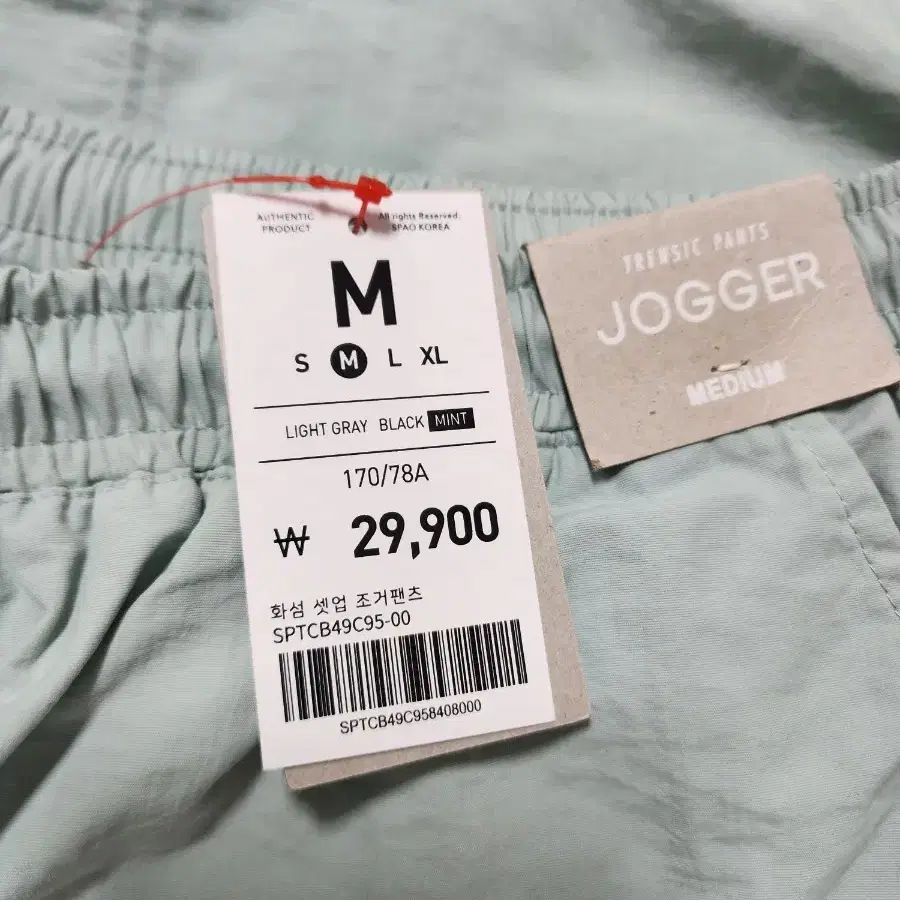 AUTHENTIC
PRODUCT
All rights Reserved.
SPAO KOREA
M
S M L XL
LIGHT GRAY BLACK MINT
170/78A
₩ 29,900
화섬 셋업 조거팬츠
SPTCB49C95-00
SPTCB49C958408000
TRENSIC PANTS
JOGGER
MEDIUM